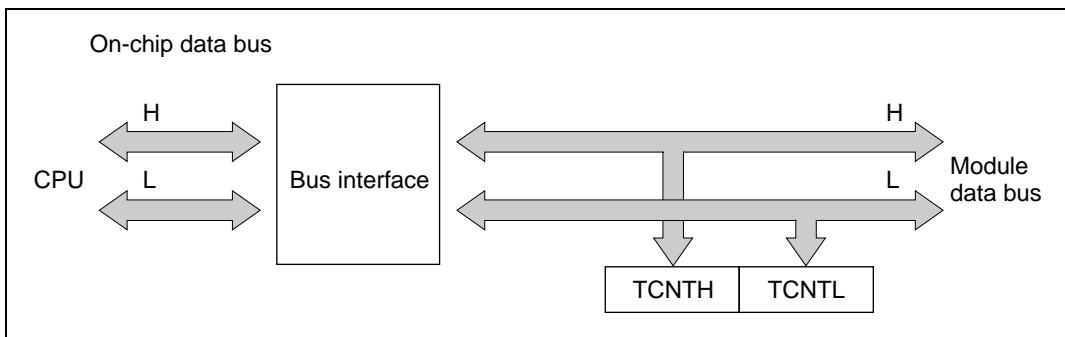 On-chip data bus
H
H
CPU
L
Bus interface
L
Module
data bus
TCNTH
TCNTL